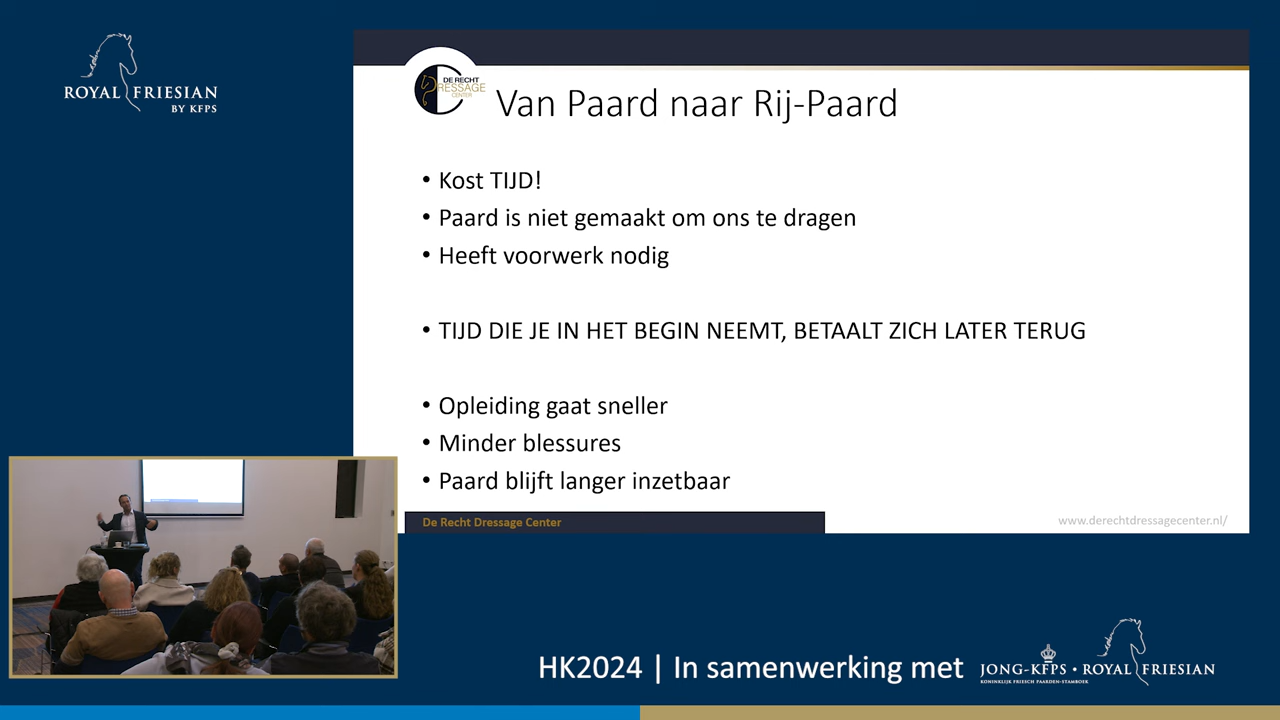 ROYAL FRIESIAN
BY KFPS
DE RECHT
DRESSAGE
CENTER
Van Paard naar Rij-Paard
• Kost TIJD!
• Paard is niet gemaakt om ons te dragen
• Heeft voorwerk nodig
• TIJD DIE JE IN HET BEGIN NEEMT, BETAALT ZICH LATER TERUG
• Opleiding gaat sneller
• Minder blessures
• Paard blijft langer inzetbaar
De Recht Dressage Center
www.derechtdressagecenter.nl/
HK2024 | In samenwerking met
JONG-KFPS • ROYAL FRIESIAN
KONINKLIJK FRIESCH PAARDEN-STAMBOEK